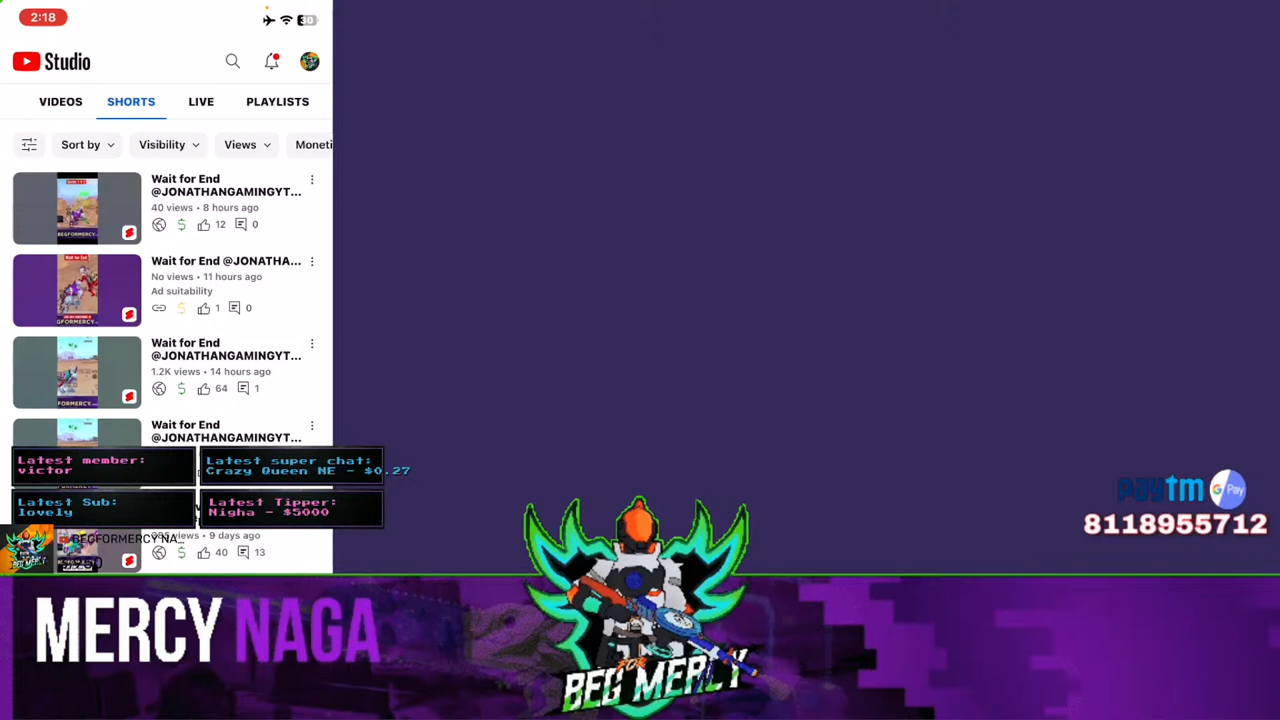 2:18
30
Studio
VIDEOS SHORTS LIVE PLAYLISTS
Sort by Visibility Views Moneti
Wait for End
@JONATHANGAMINGYT...
40 views • 8 hours ago
12 0
Wait for End @JONATHA...
No views • 11 hours ago
Ad suitability
1 0
Wait for End
@JONATHANGAMINGYT...
1.2K views • 14 hours ago
64 1
Wait for End
@JONATHANGAMINGYT...
Latest member:
victor
Latest super chat:
Crazy Queen NE - $0.27
Latest Sub:
lovely
Latest Tipper:
Nigha - $5000
BEGFORMERCY NA...
views • 9 days ago
40 13
paytm G Pay
8118955712
MERCY NAGA
BEG FOR MERCY